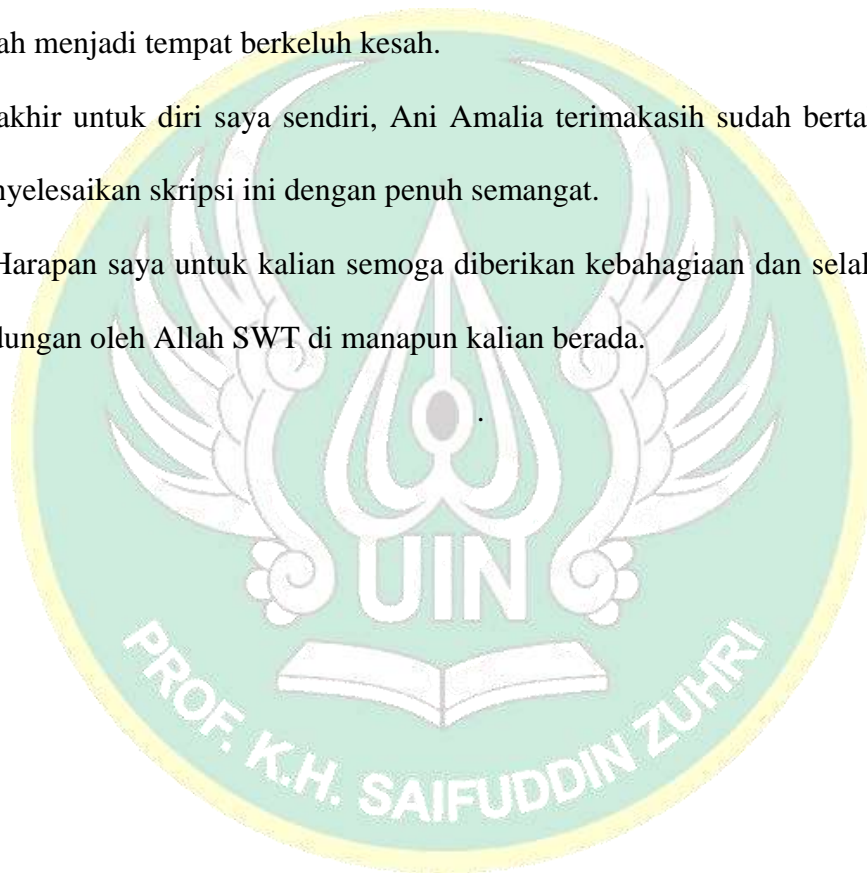 ah menjadi tempat berkeluh kesah.
akhir untuk diri saya sendiri, Ani Amalia terimakasih sudah berta
nyelesaikan skripsi ini dengan penuh semangat.
Harapan saya untuk kalian semoga diberikan kebahagiaan dan selal
dungan oleh Allah SWT di manapun kalian berada.
.
UIN
PROF. K.H. SAIFUDDIN ZUHRI